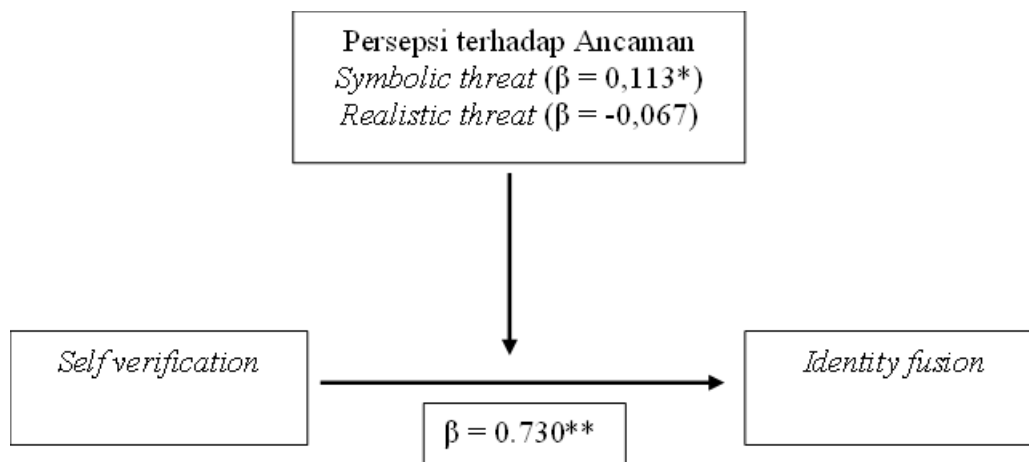 Persepsi terhadap Ancaman
Symbolic threat (β = 0,113*)
Realistic threat (β = -0,067)
Self verification
Identity fusion
β = 0.730**